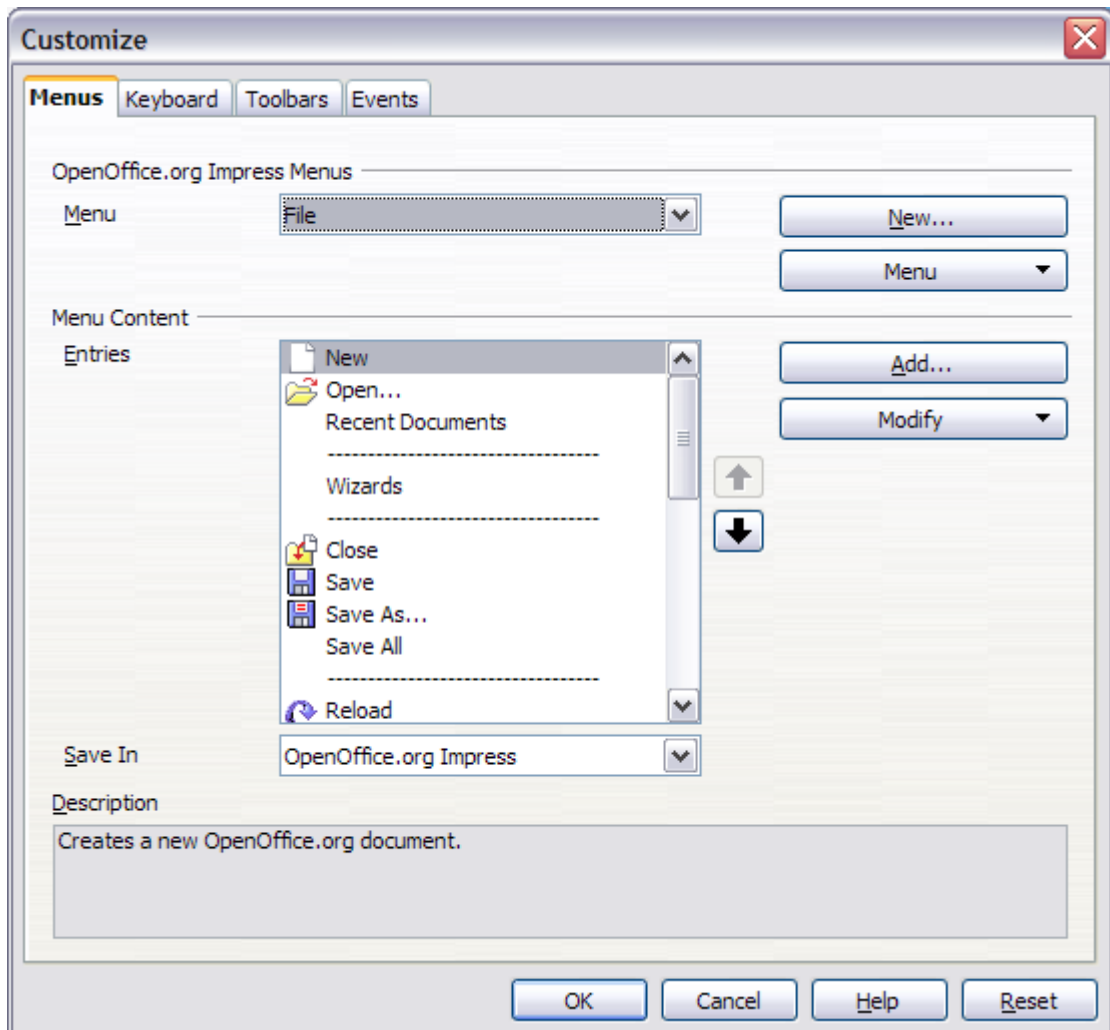 Customize
Menus Keyboard Toolbars Events
OpenOffice.org Impress Menus
Menu File New...
Menu
Menu Content
Entries New Add...
Open...
Recent Documents Modify
----------------------------------
Wizards
----------------------------------
Close
Save
Save As...
Save All
----------------------------------
Reload
Save In OpenOffice.org Impress
Description
Creates a new OpenOffice.org document.
OK Cancel Help Reset